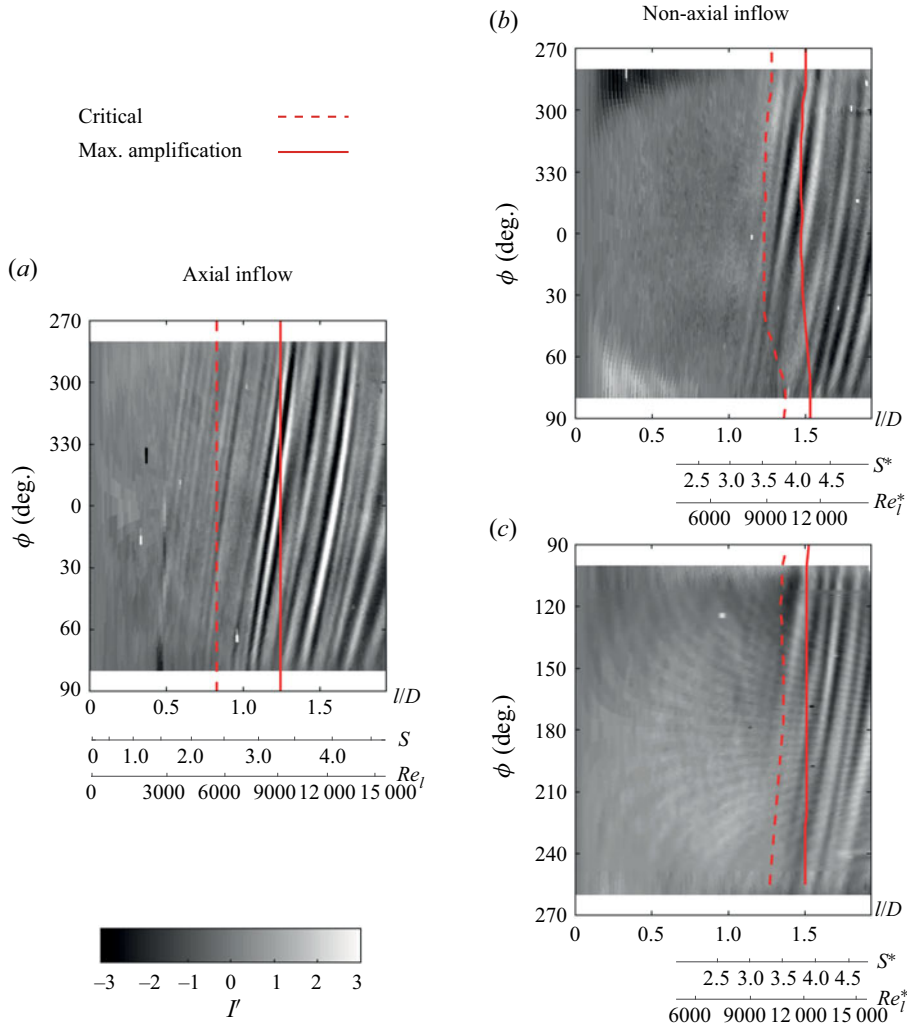 (b)
Non-axial inflow
Critical
Max. amplification
270
300
330
0
30
60
90
ϕ (deg.)
0 0.5 1.0 1.5 l/D
2.5 3.0 3.5 4.0 4.5 S*
6000 9000 12 000 Re_l^*
(a)
Axial inflow
270
300
330
0
30
60
90
ϕ (deg.)
0 0.5 1.0 1.5 l/D
0 1.0 2.0 3.0 4.0 S
0 3000 6000 9000 12 000 15 000 Re_l
(c)
90
120
150
180
210
240
270
ϕ (deg.)
0 0.5 1.0 1.5 l/D
2.5 3.0 3.5 4.0 4.5 S*
6000 9000 12 000 15 000 Re_l^*
−3 −2 −1 0 1 2 3
I′